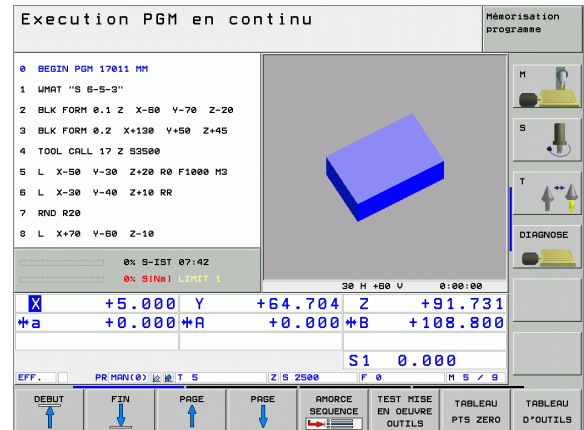 Execution PGM en continu
Mémorisation
programme
0 BEGIN PGM 17011 MM
1 WMAT "S 6-5-3"
2 BLK FORM 0.1 Z X-60 Y-70 Z-20
3 BLK FORM 0.2 X+130 Y+50 Z+45
4 TOOL CALL 17 Z S3500
5 L X-50 Y-30 Z+20 R0 F1000 M3
6 L X-30 Y-40 Z+10 RR
7 RND R20
8 L X+70 Y-60 Z-10
M
S
T
DIAGNOSE
0% S-IST 07:42
0% S[Nm] LIMIT 1
30 H +60 V 0:00:00
X +5.000 Y +64.704 Z +91.731
a +0.000 A +0.000 B +108.800
S1 0.000
EFF. PR MAN(0) T 5 Z S 2500 F 0 M 5 / 9
DEBUT
FIN
PAGE
PAGE
AMORCE
SEQUENCE
TEST MISE
EN OEUVRE
OUTILS
TABLEAU
PTS ZERO
TABLEAU
D'OUTILS